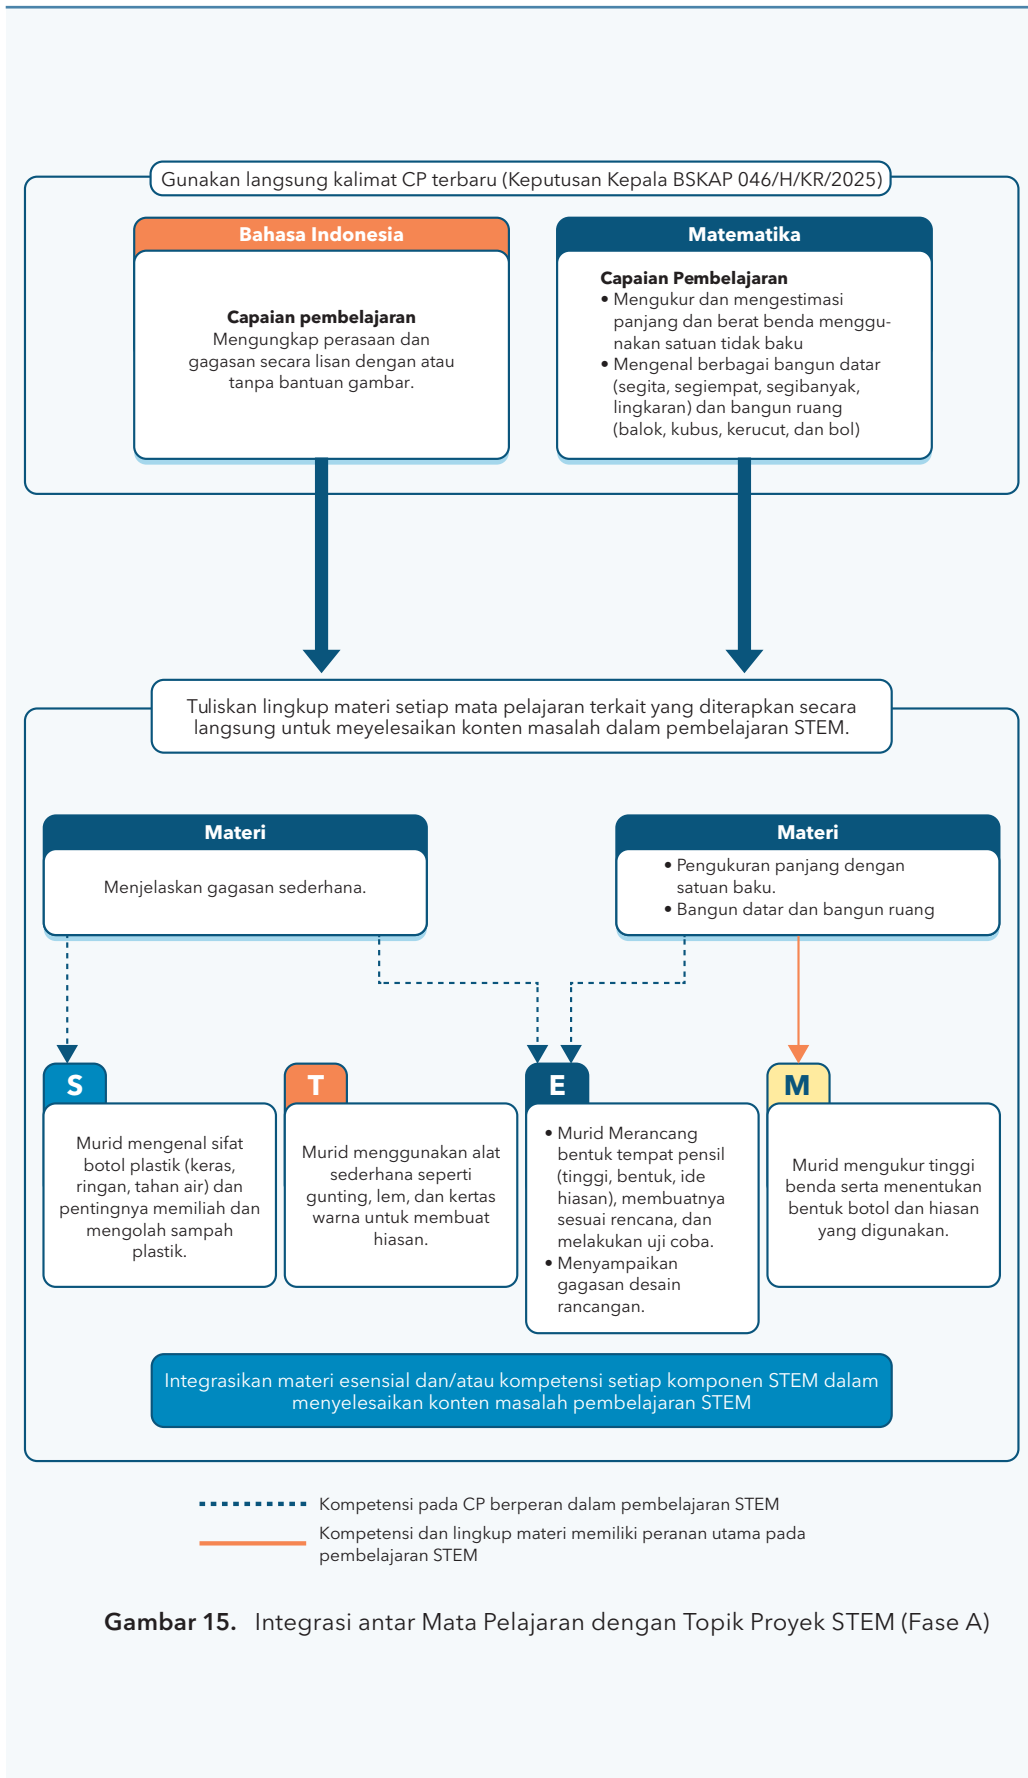 Gunakan langsung kalimat CP terbaru (Keputusan Kepala BSKAP 046/H/KR/2025)
Bahasa Indonesia
Capaian pembelajaran
Mengungkap perasaan dan
gagasan secara lisan dengan atau
tanpa bantuan gambar.
Matematika
Capaian Pembelajaran
• Mengukur dan mengestimasi
panjang dan berat benda menggu-
nakan satuan tidak baku
• Mengenal berbagai bangun datar
(segita, segiempat, segibanyak,
lingkaran) dan bangun ruang
(balok, kubus, kerucut, dan bol)
Tuliskan lingkup materi setiap mata pelajaran terkait yang diterapkan secara
langsung untuk meyelesaikan konten masalah dalam pembelajaran STEM.
Materi
Menjelaskan gagasan sederhana.
Materi
• Pengukuran panjang dengan
satuan baku.
• Bangun datar dan bangun ruang
S
Murid mengenal sifat
botol plastik (keras,
ringan, tahan air) dan
pentingnya memiliah dan
mengolah sampah
plastik.
T
Murid menggunakan alat
sederhana seperti
gunting, lem, dan kertas
warna untuk membuat
hiasan.
E
• Murid Merancang
bentuk tempat pensil
(tinggi, bentuk, ide
hiasan), membuatnya
sesuai rencana, dan
melakukan uji coba.
• Menyampaikan
gagasan desain
rancangan.
M
Murid mengukur tinggi
benda serta menentukan
bentuk botol dan hiasan
yang digunakan.
Integrasikan materi esensial dan/atau kompetensi setiap komponen STEM dalam
menyelesaikan konten masalah pembelajaran STEM
Kompetensi pada CP berperan dalam pembelajaran STEM
Kompetensi dan lingkup materi memiliki peranan utama pada
pembelajaran STEM
Gambar 15. Integrasi antar Mata Pelajaran dengan Topik Proyek STEM (Fase A)